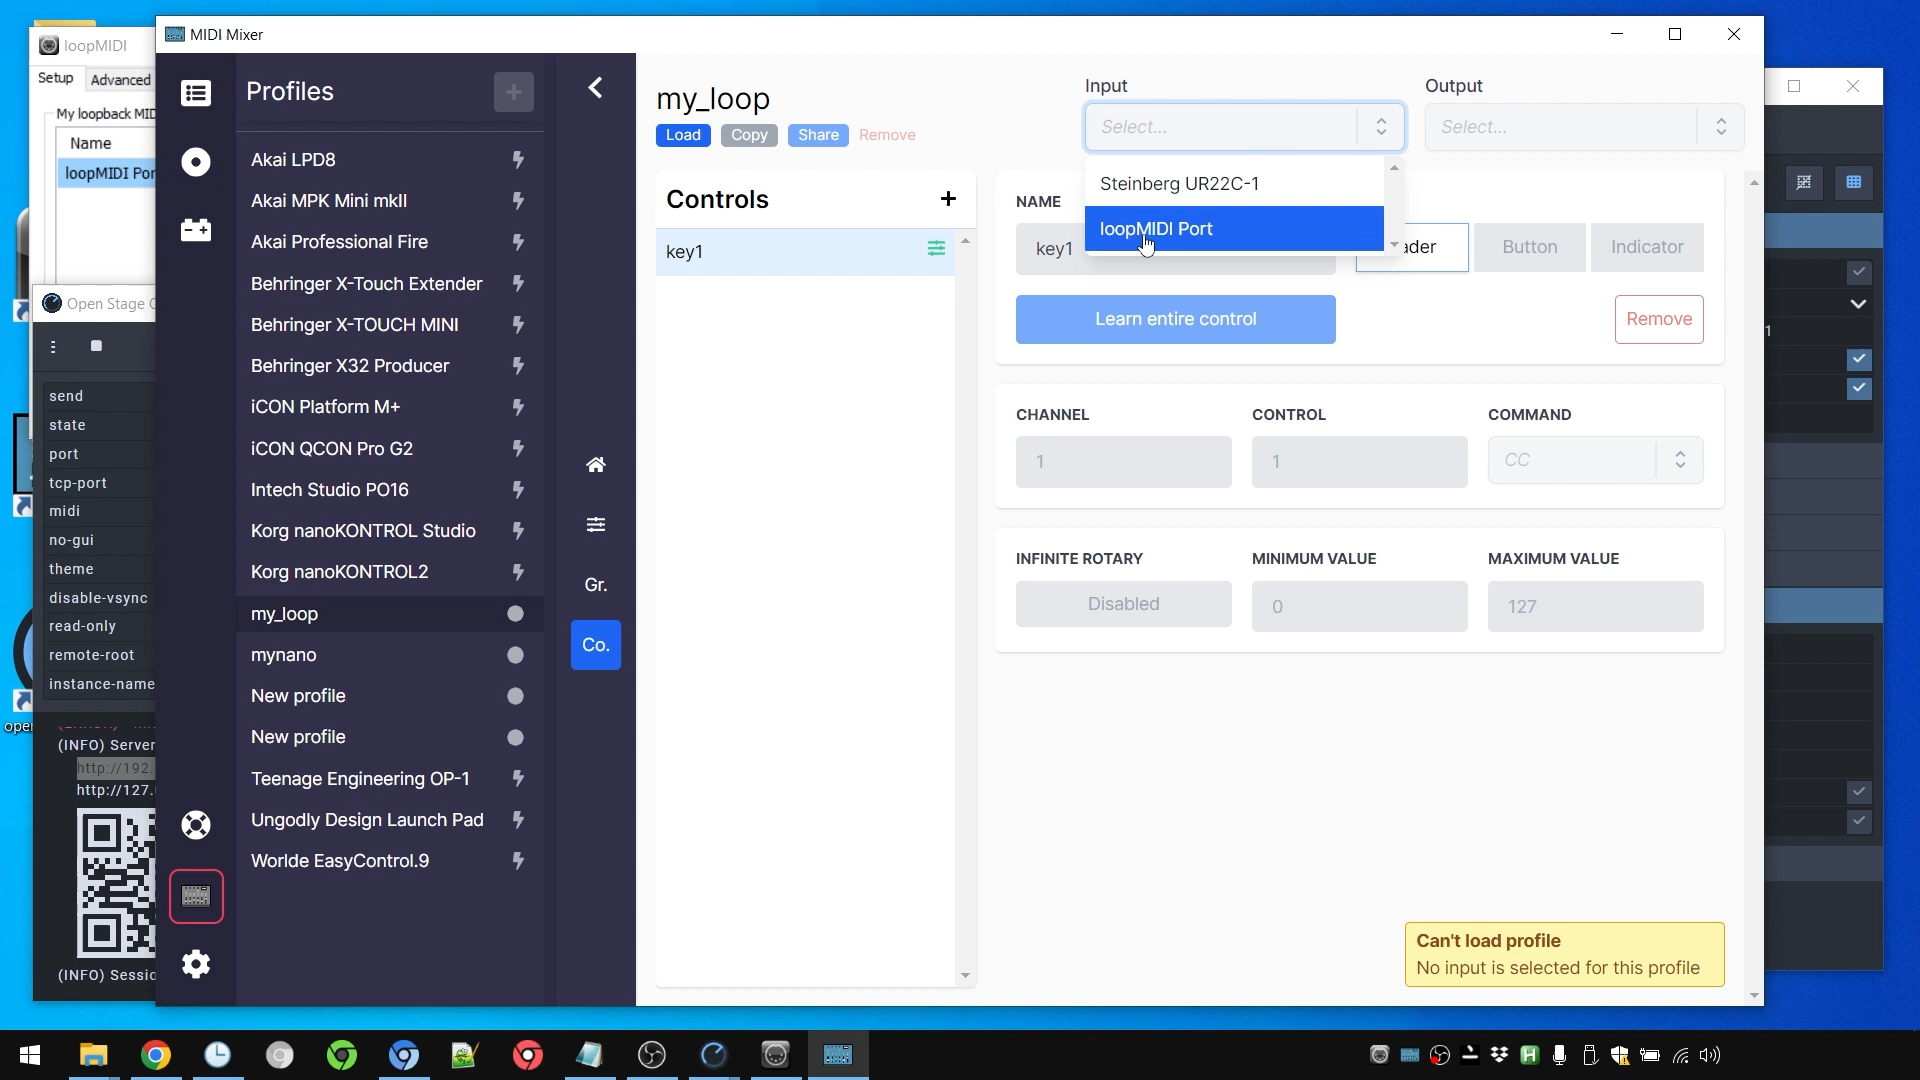 loopMIDI
Setup
Advanced
My loopback MID
Name
loopMIDI Por
Open Stage C
send
state
port
tcp-port
midi
no-gui
theme
disable-vsync
read-only
remote-root
instance-name
(INFO) Server
http://192.
http://127.
(INFO) Sessio
MIDI Mixer
Profiles
+
Akai LPD8
Akai MPK Mini mkII
Akai Professional Fire
Behringer X-Touch Extender
Behringer X-TOUCH MINI
Behringer X32 Producer
iCON Platform M+
iCON QCON Pro G2
Intech Studio PO16
Korg nanoKONTROL Studio
Korg nanoKONTROL2
my_loop
mynano
New profile
New profile
Teenage Engineering OP-1
Ungodly Design Launch Pad
Worlde EasyControl.9
Gr.
Co.
my_loop
Load Copy Share Remove
Input
Select...
Steinberg UR22C-1
loopMIDI Port
Output
Select...
Controls +
key1
NAME
key1
ader
Button
Indicator
Learn entire control
Remove
CHANNEL CONTROL COMMAND
1 1 CC
INFINITE ROTARY MINIMUM VALUE MAXIMUM VALUE
Disabled 0 127
Can't load profile
No input is selected for this profile
1